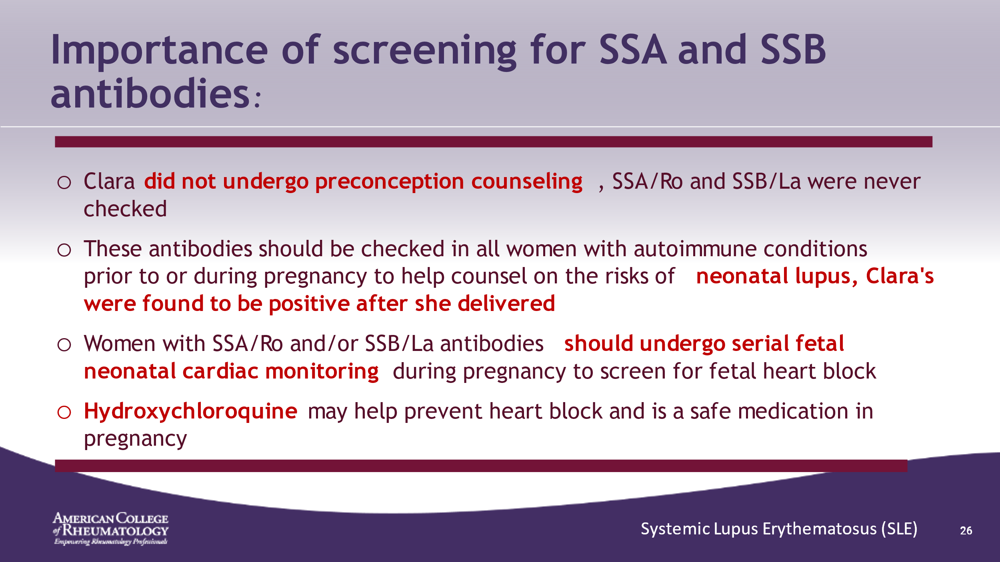 Importance of screening for SSA and SSB
antibodies:
○ Clara did not undergo preconception counseling , SSA/Ro and SSB/La were never
checked
○ These antibodies should be checked in all women with autoimmune conditions
prior to or during pregnancy to help counsel on the risks of neonatal lupus, Clara's
were found to be positive after she delivered
○ Women with SSA/Ro and/or SSB/La antibodies should undergo serial fetal
neonatal cardiac monitoring during pregnancy to screen for fetal heart block
○ Hydroxychloroquine may help prevent heart block and is a safe medication in
pregnancy
AMERICAN COLLEGE
of RHEUMATOLOGY
Empowering Rheumatology Professionals
Systemic Lupus Erythematosus (SLE) 26